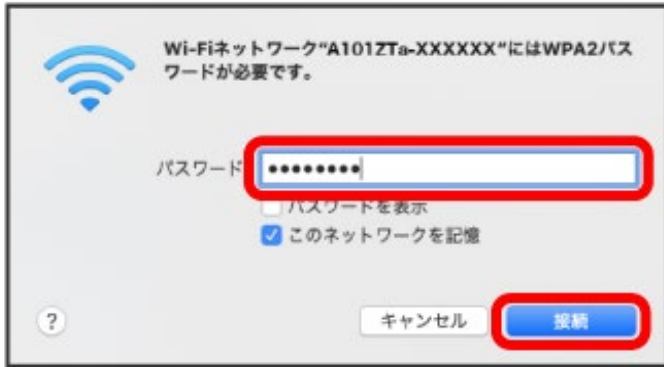 Wi-Fiネットワーク"A101ZTa-XXXXXX"にはWPA2パス
ワードが必要です。
パスワード ••••••••
パスワードを表示
このネットワークを記憶
?
キャンセル
接続